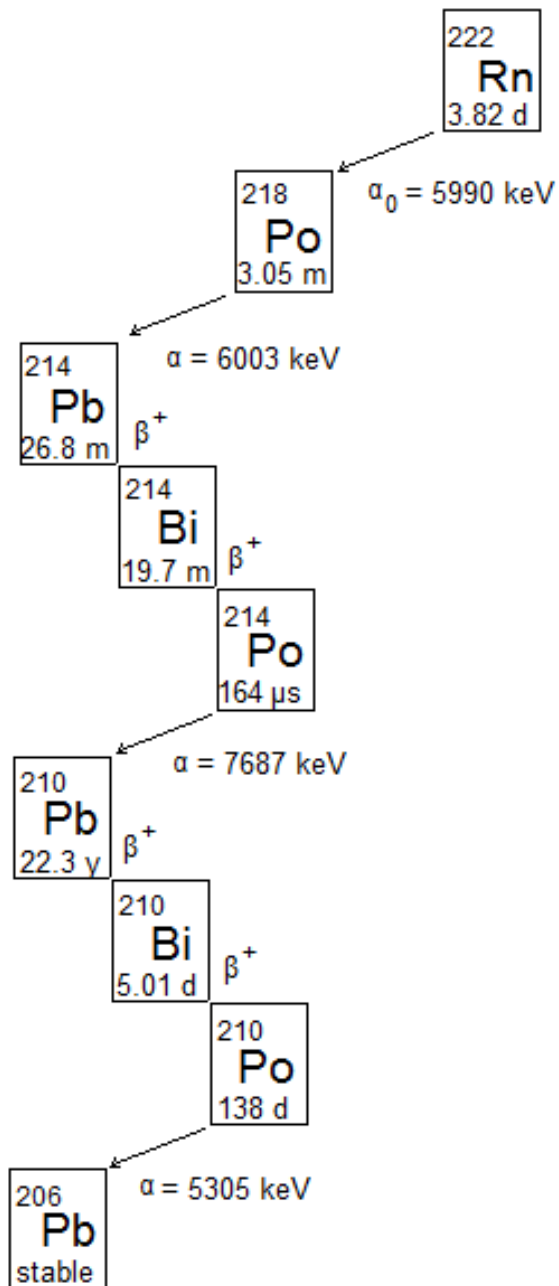 222
Rn
3.82 d
α₀ = 5990 keV
218
Po
3.05 m
α = 6003 keV
214
Pb
26.8 m
β⁺
214
Bi
19.7 m
β⁺
214
Po
164 μs
α = 7687 keV
210
Pb
22.3 y
β⁺
210
Bi
5.01 d
β⁺
210
Po
138 d
α = 5305 keV
206
Pb
stable